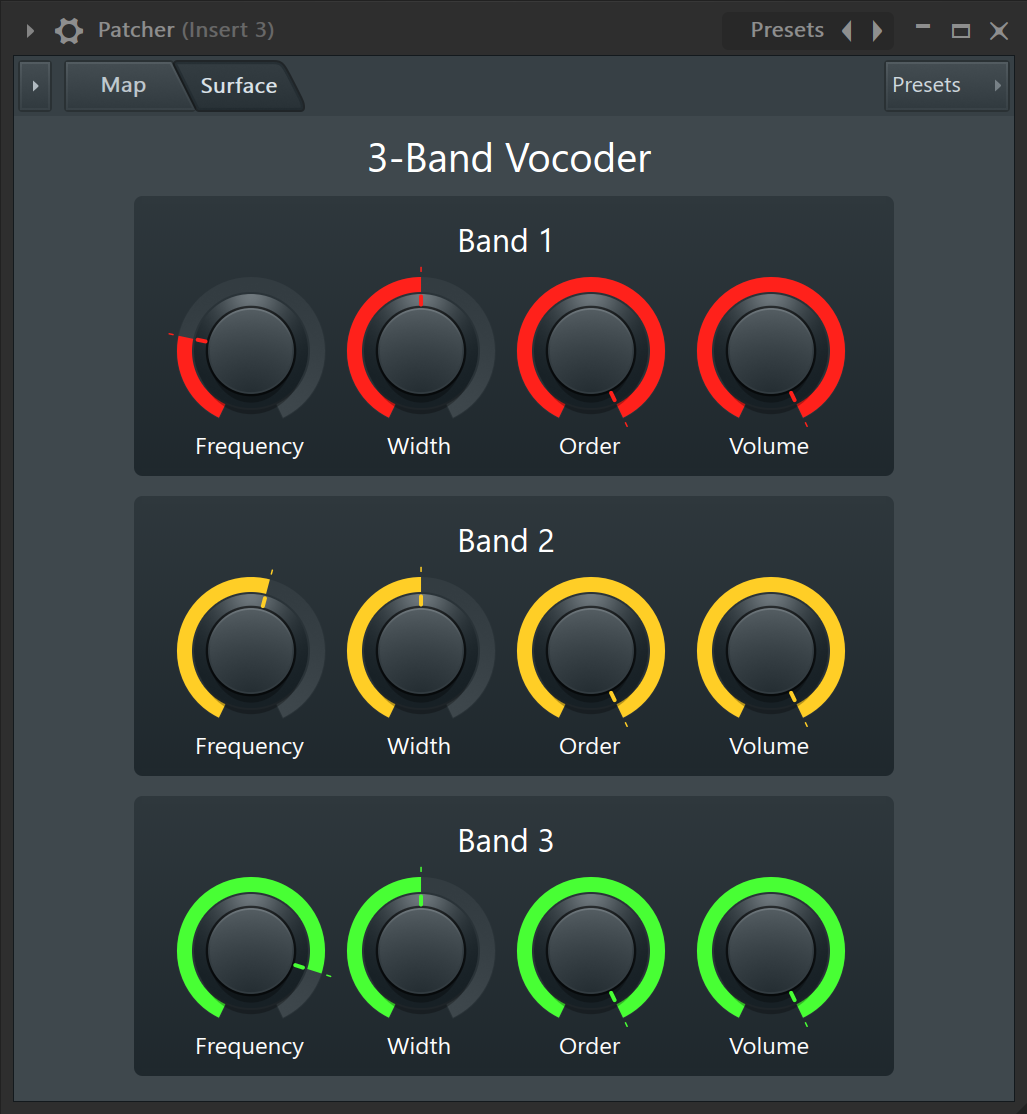 Patcher (Insert 3) Presets
Map Surface Presets
3-Band Vocoder
Band 1
Frequency Width Order Volume
Band 2
Frequency Width Order Volume
Band 3
Frequency Width Order Volume